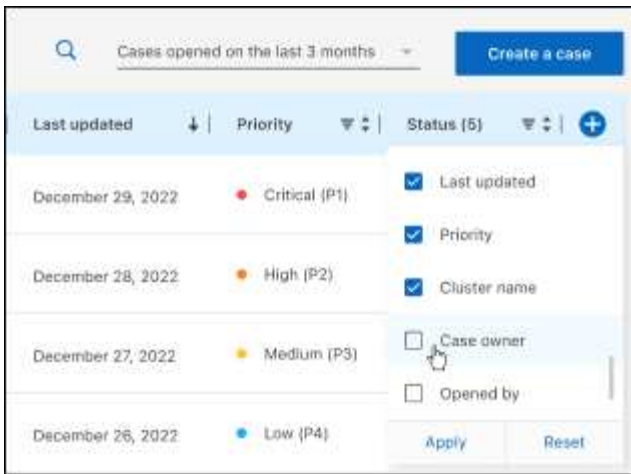 Cases opened on the last 3 months
Create a case
Last updated Priority Status (5)
Last updated
December 29, 2022 Critical (P1)
Priority
December 28, 2022 High (P2)
Cluster name
Case owner
December 27, 2022 Medium (P3)
Opened by
December 26, 2022 Low (P4)
Apply Reset